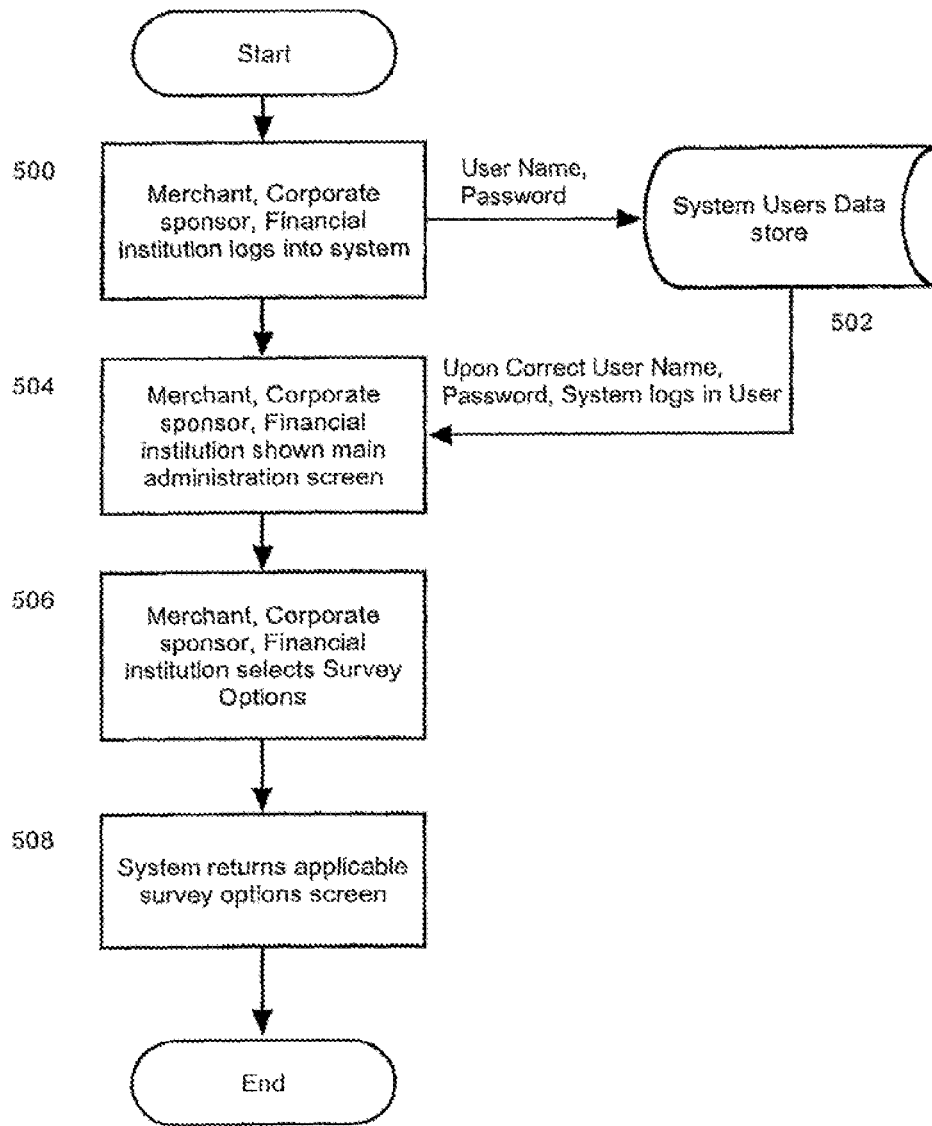 Start
500
Merchant, Corporate
sponsor, Financial
institution logs into system
User Name,
Password
System Users Data
store
502
504
Merchant, Corporate
sponsor, Financial
institution shown main
administration screen
Upon Correct User Name,
Password, System logs in User
506
Merchant, Corporate
sponsor, Financial
institution selects Survey
Options
508
System returns applicable
survey options screen
End